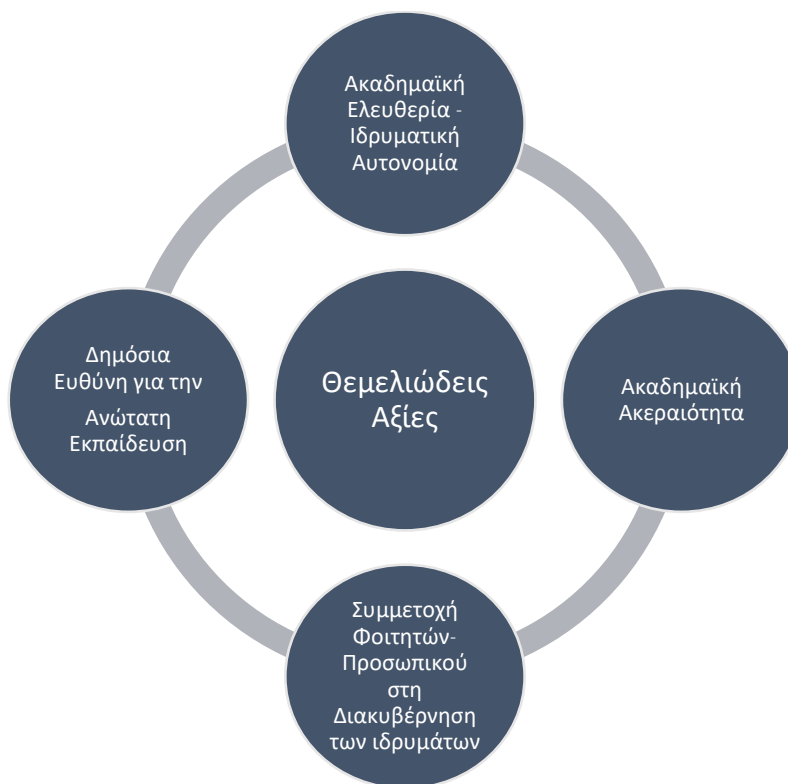 Ακαδημαϊκή
Ελευθερία -
Ιδρυματική
Αυτονομία
Δημόσια
Ευθύνη για την
Ανώτατη
Εκπαίδευση
Θεμελιώδεις
Αξίες
Ακαδημαϊκή
Ακεραιότητα
Συμμετοχή
Φοιτητών-
Προσωπικού
στη
Διακυβέρνηση
των ιδρυμάτων